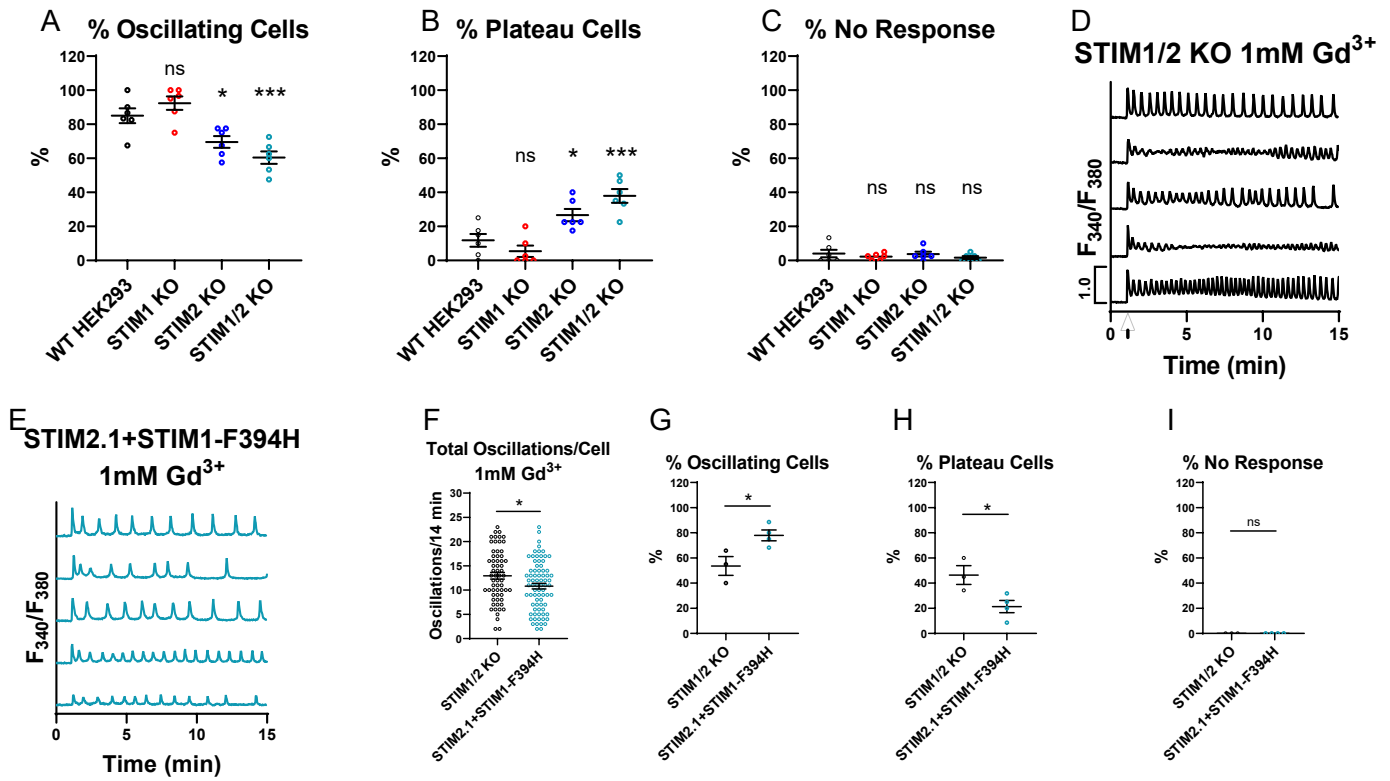 A
% Oscillating Cells
%
120
100
80
60
40
20
0
ns
*
***
WT HEK293
STIM1 KO
STIM2 KO
STIM1/2 KO
B
% Plateau Cells
%
120
100
80
60
40
20
0
ns
*
***
WT HEK293
STIM1 KO
STIM2 KO
STIM1/2 KO
C
% No Response
%
120
100
80
60
40
20
0
ns
ns
ns
WT HEK293
STIM1 KO
STIM2 KO
STIM1/2 KO
D
STIM1/2 KO 1mM Gd3+
F340/F380
1.0
0
5
10
15
Time (min)
E
STIM2.1+STIM1-F394H
1mM Gd3+
F340/F380
0
5
10
15
Time (min)
F
Total Oscillations/Cell
1mM Gd3+
Oscillations/14 min
30
25
20
15
10
5
0
*
STIM1/2 KO
STIM2.1+STIM1-F394H
G
% Oscillating Cells
%
120
100
80
60
40
20
0
*
STIM1/2 KO
STIM2.1+STIM1-F394H
H
% Plateau Cells
%
120
100
80
60
40
20
0
*
STIM1/2 KO
STIM2.1+STIM1-F394H
I
% No Response
%
120
100
80
60
40
20
0
ns
STIM1/2 KO
STIM2.1+STIM1-F394H